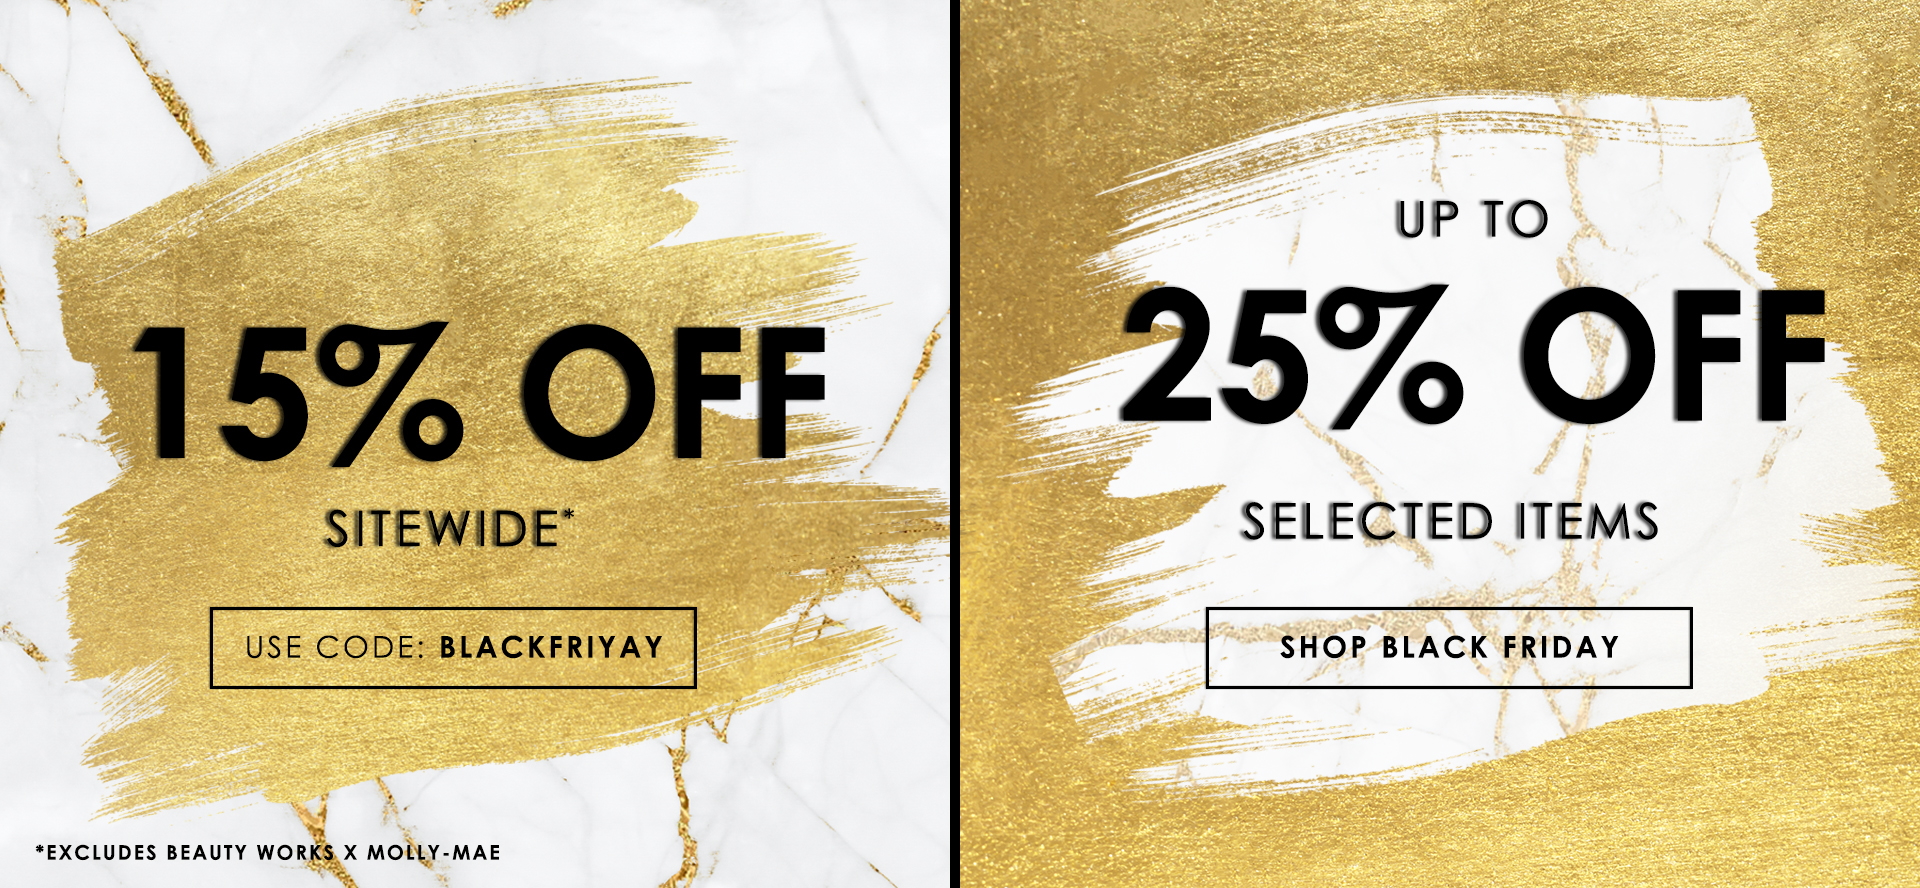 15% OFF
SITEWIDE*
USE CODE: BLACKFRIYAY
*EXCLUDES BEAUTY WORKS X MOLLY-MAE
UP TO
25% OFF
SELECTED ITEMS
SHOP BLACK FRIDAY